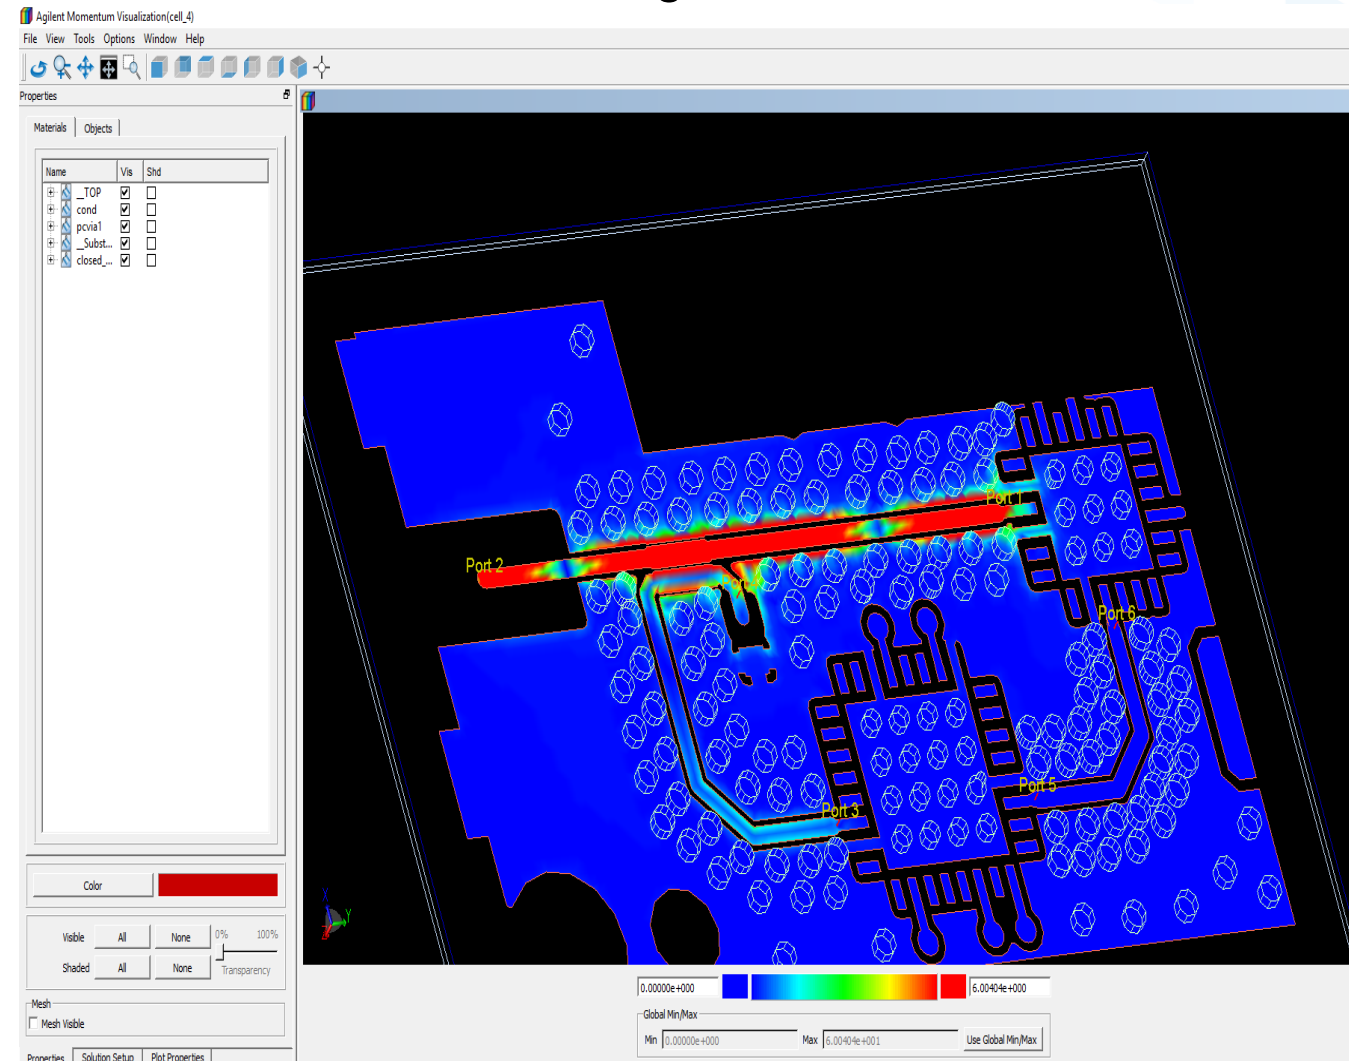 Agilent Momentum Visualization(cell_4)
File View Tools Options Window Help
Properties
Materials Objects
Name Vis Shd
__TOP
cond
pcvia1
__Subst...
closed_...
Color
Visible All None 0% 100%
Shaded All None Transparency
Mesh
Mesh Visible
Properties Solution Setup Plot Properties
Port 1
Port 2
Port 6
Port 5
Port 3
X
Y
0.00000e+000 6.00404e+000
Global Min/Max
Min 0.00000e+000 Max 6.00404e+001 Use Global Min/Max